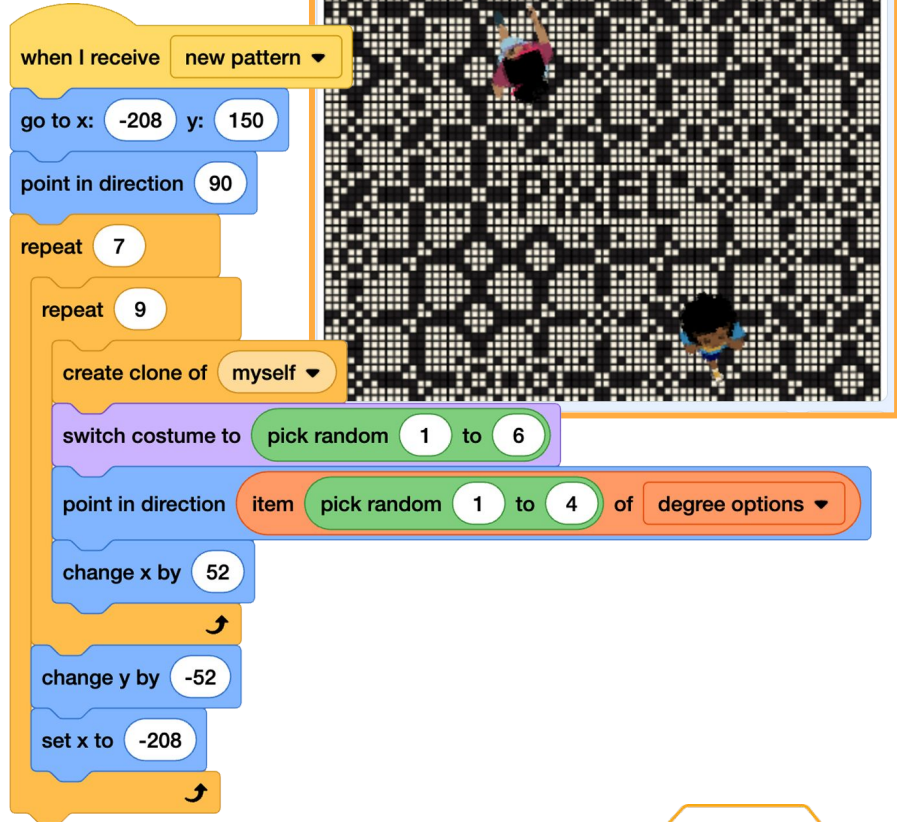 when I receive new pattern
go to x: -208 y: 150
point in direction 90
repeat 7
repeat 9
create clone of myself
switch costume to pick random 1 to 6
point in direction item pick random 1 to 4 of degree options
change x by 52
change y by -52
set x to -208
PIXEL